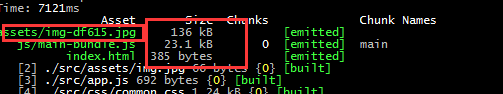 Time: 7121ms
Asset Size Chunks Chunk Names
assets/img-df615.jpg 136 kB [emitted]
js/main-bundle.js 23.1 kB 0 [emitted] main
index.html 385 bytes [emitted]
[2] ./src/assets/img.jpg 66 bytes {0} [built]
[3] ./src/app.js 692 bytes {0} [built]
[4] ./src/css/common.css 1.24 kB {0} [built]